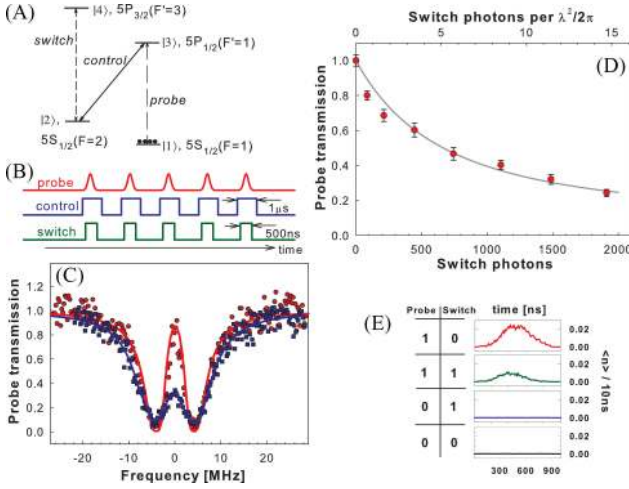 (A)
|4⟩, 5P3/2(F'=3)
|3⟩, 5P1/2(F'=1)
switch
control
probe
|2⟩,
5S1/2(F=2)
|1⟩, 5S1/2(F=1)
(B)
probe
control
1μs
switch
500ns
time
(C)
Probe transmission
1.2
1.0
0.8
0.6
0.4
0.2
0.0
-20 -10 0 10 20
Frequency [MHz]
Switch photons per λ²/2π
0 5 10 15
(D)
Probe transmission
1.0
0.8
0.6
0.4
0.2
0.0
0 500 1000 1500 2000
Switch photons
(E)
Probe Switch time [ns]
1 0
1 1
0 1
0 0
0.02
0.00
0.02
0.00
0.02
0.00
0.02
0.00
<n> / 10ns
300 600 900